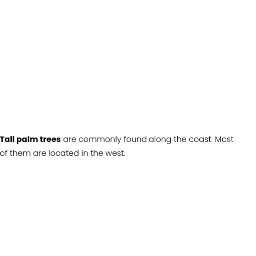 Tall palm trees are commonly found along the coast. Most
of them are located in the west.